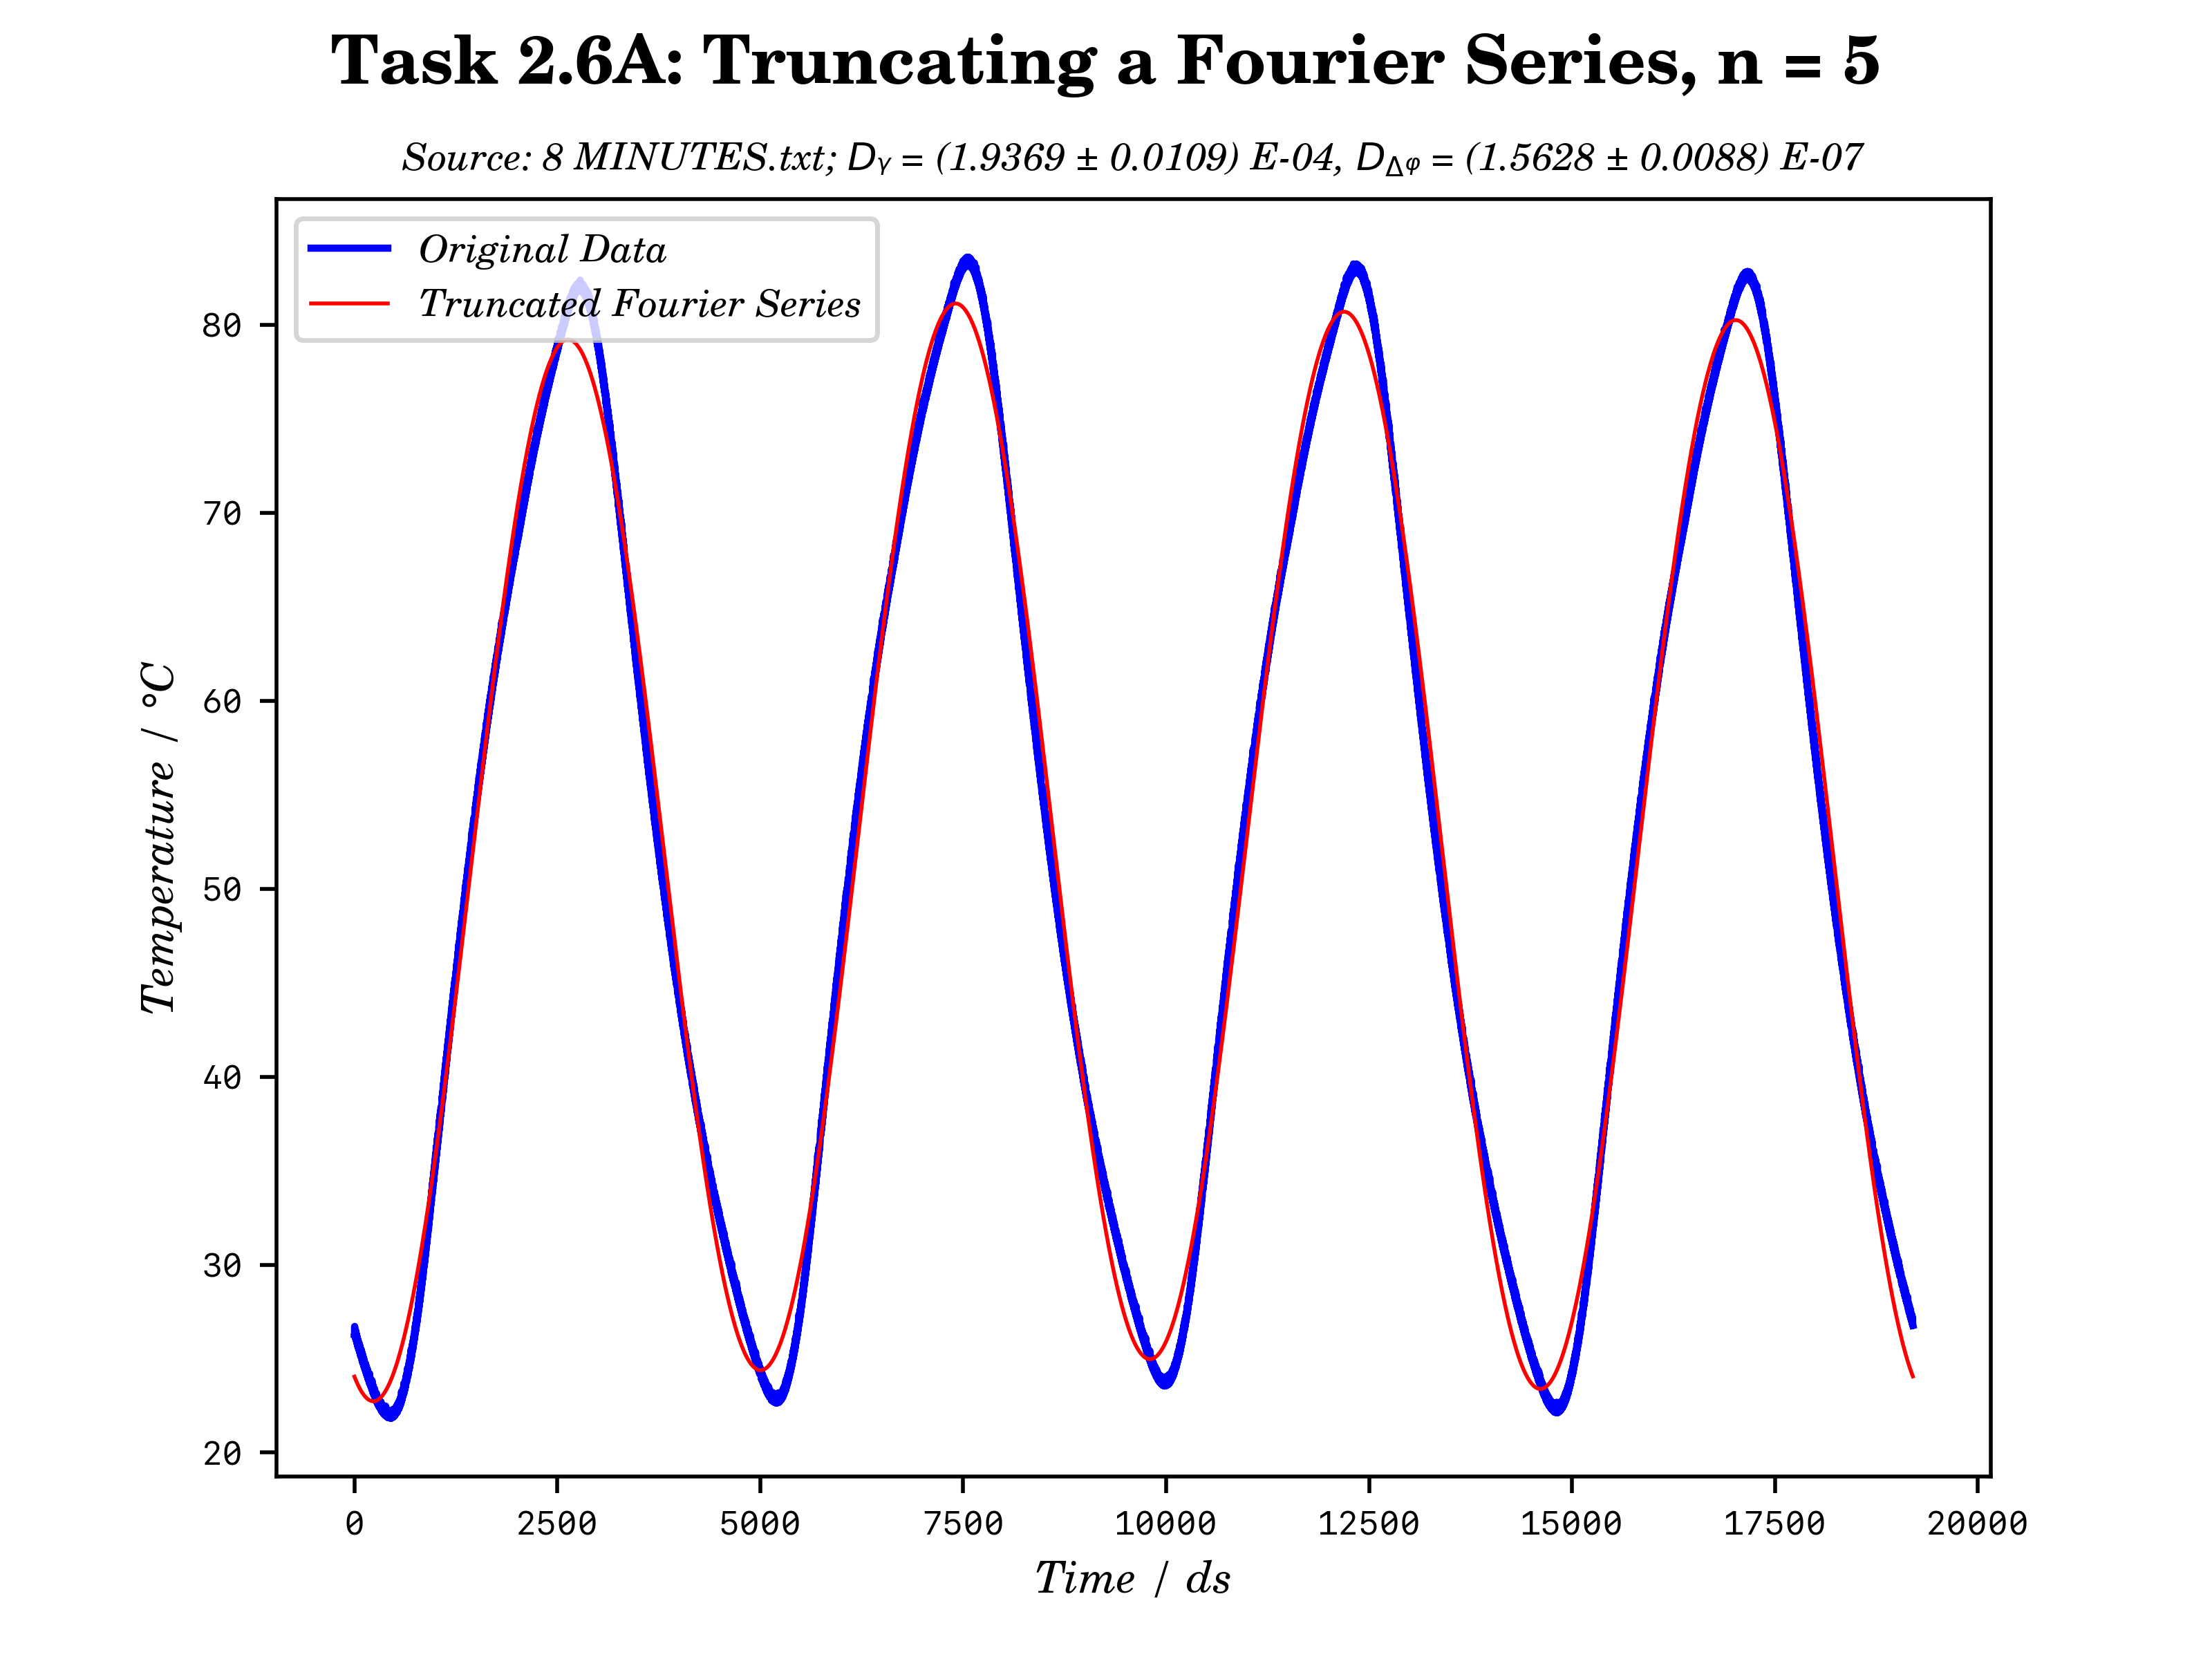 Task 2.6A: Truncating a Fourier Series, n = 5
Source: 8 MINUTES.txt; Dγ = (1.9369 ± 0.0109) E-04, DΔφ = (1.5628 ± 0.0088) E-07
Original Data
Truncated Fourier Series
80
70
60
50
40
30
20
Temperature / °C
0 2500 5000 7500 10000 12500 15000 17500 20000
Time / ds